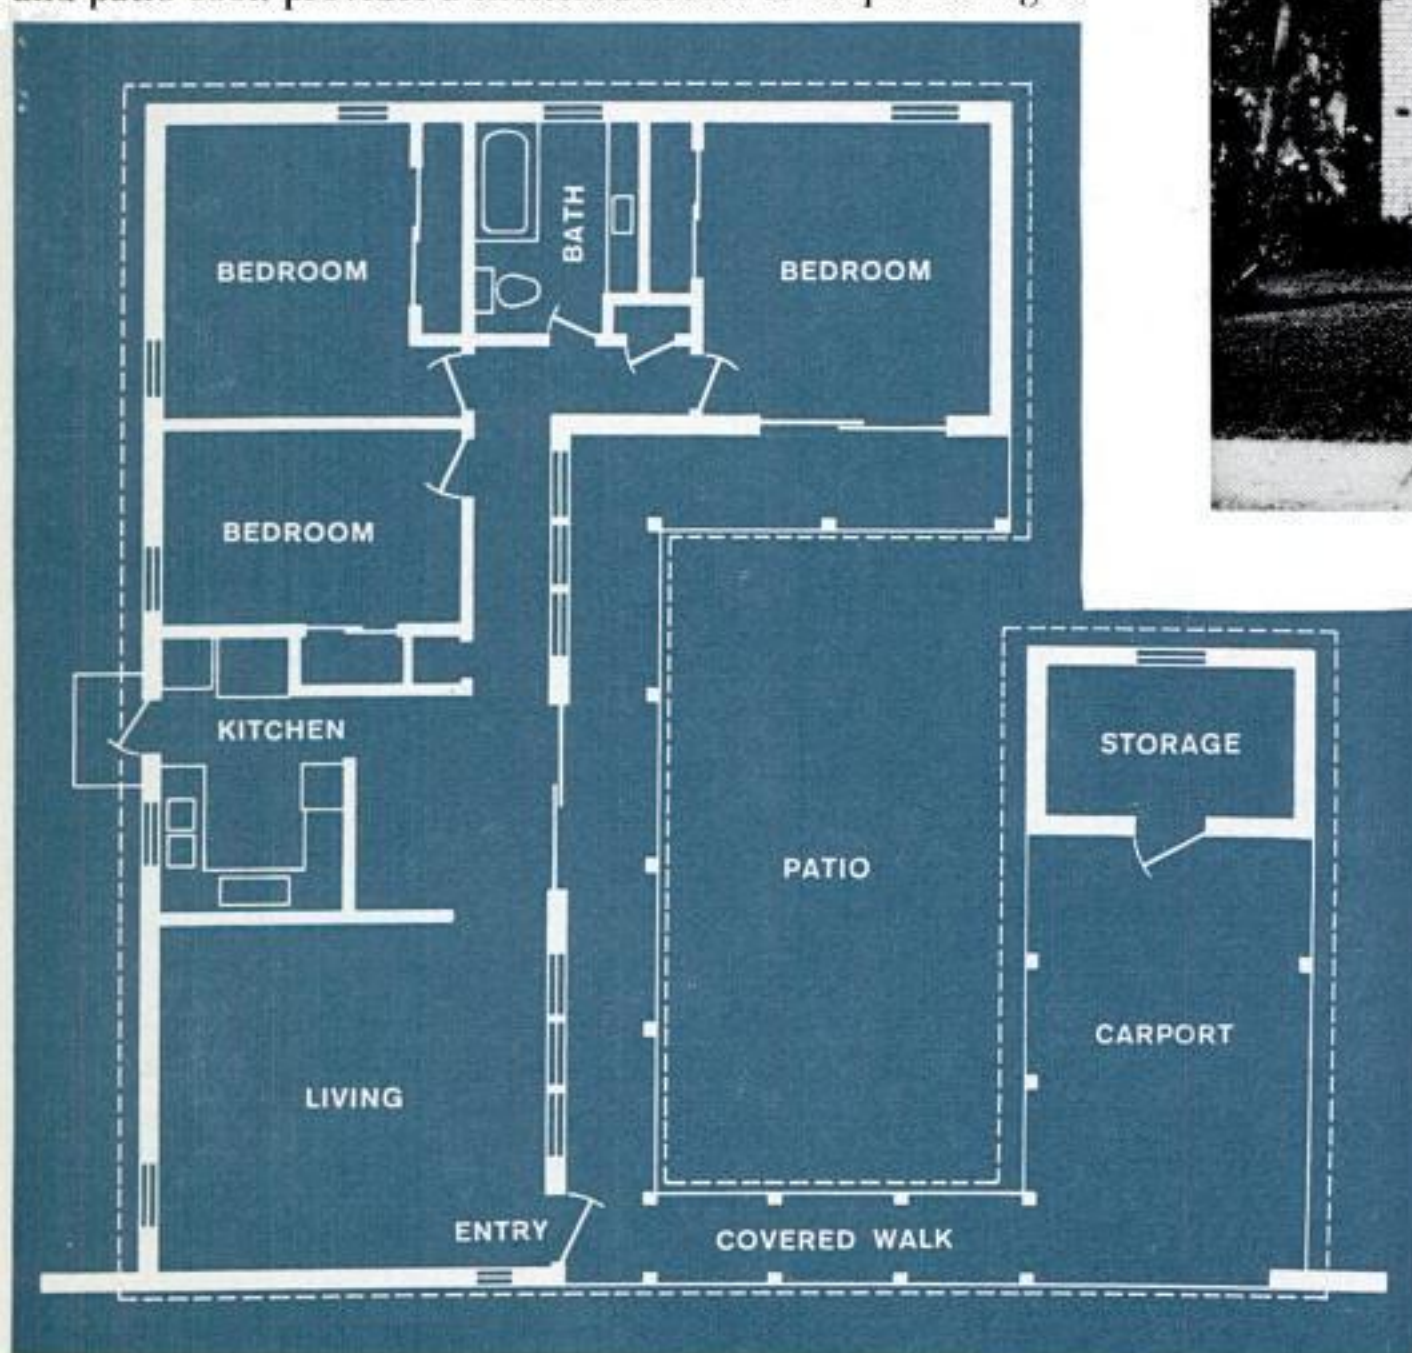 BEDROOM
BATH
BEDROOM
BEDROOM
KITCHEN
STORAGE
PATIO
CARPORT
LIVING
ENTRY
COVERED WALK